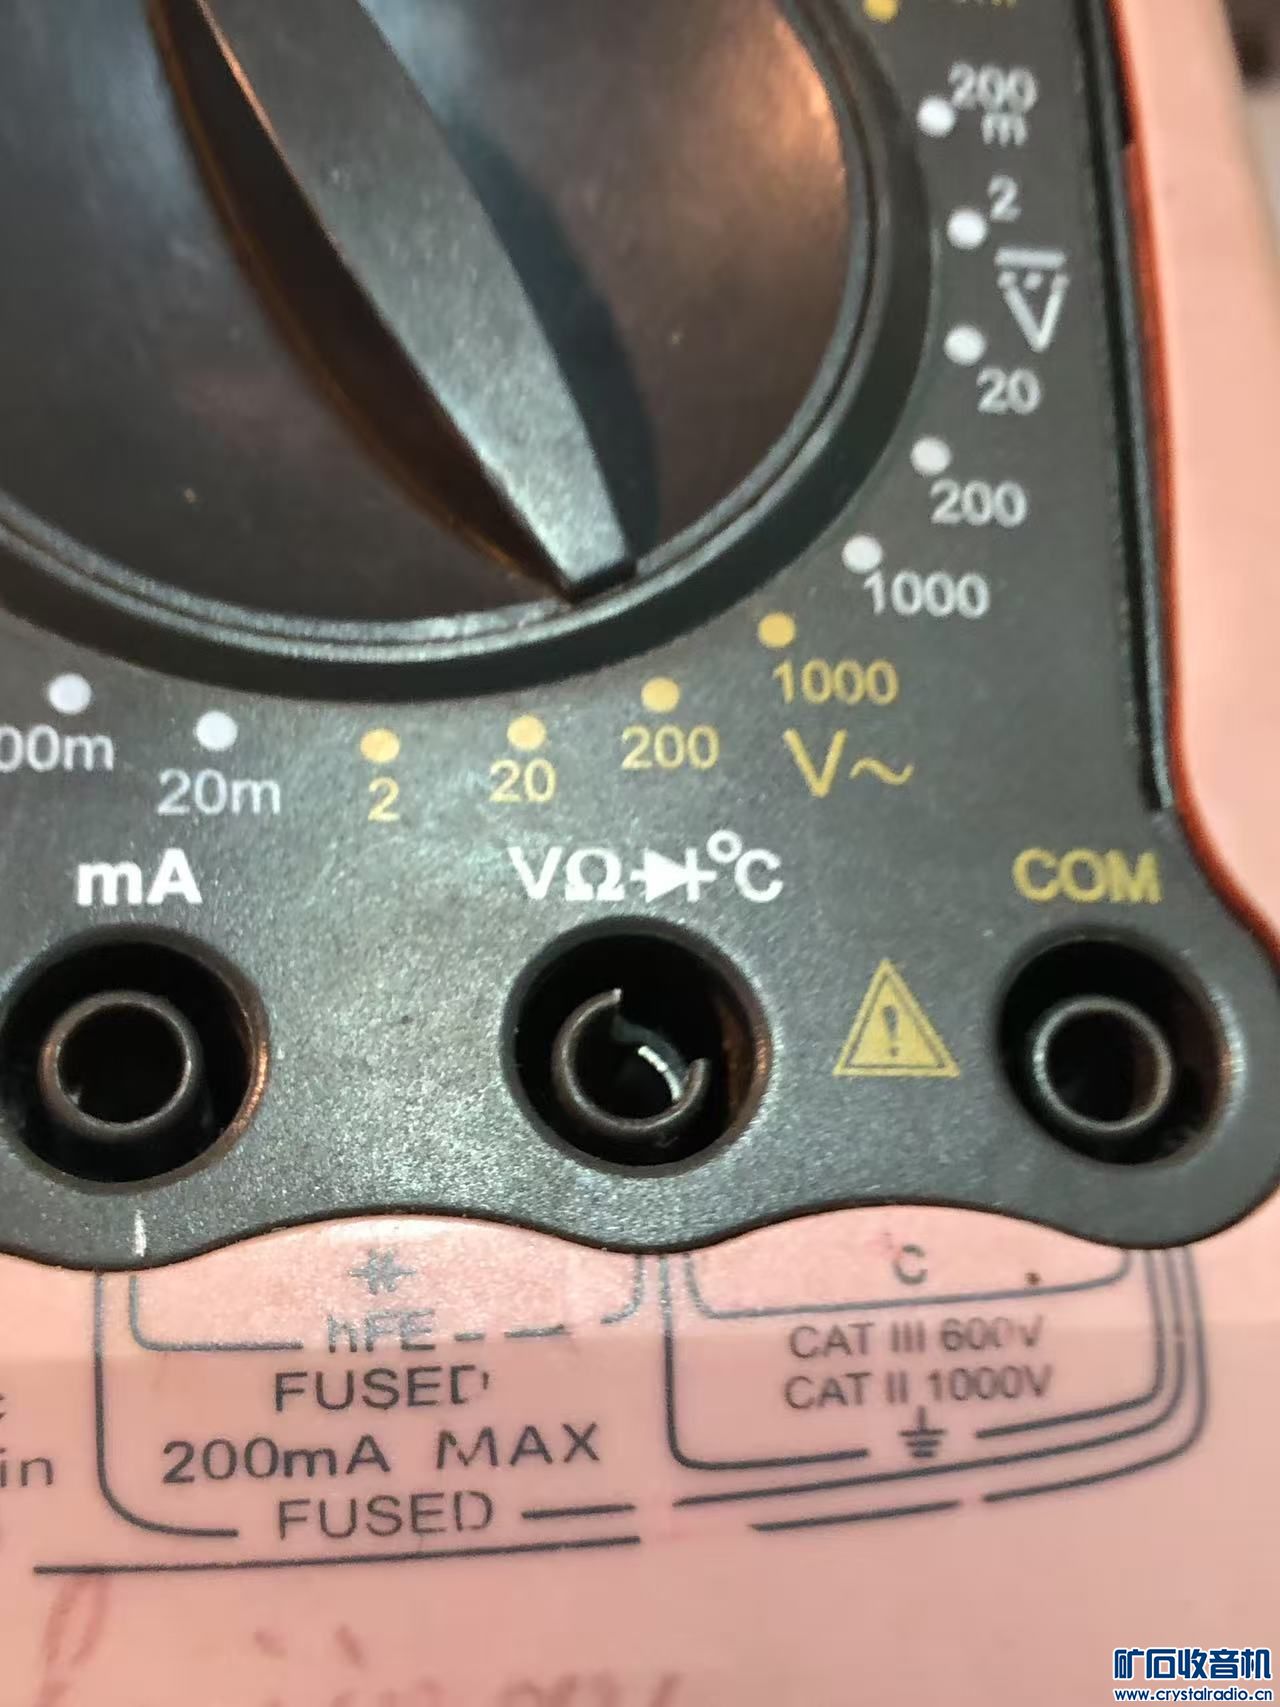 200
m
2
V
20
200
1000
1000
00m
20m
2
20
200
V~
mA
VΩ °C
COM
C
hFE
CAT III 600V
FUSED
CAT II 1000V
200mA MAX
in
FUSED
矿石收音机
www.crystalradio.cn